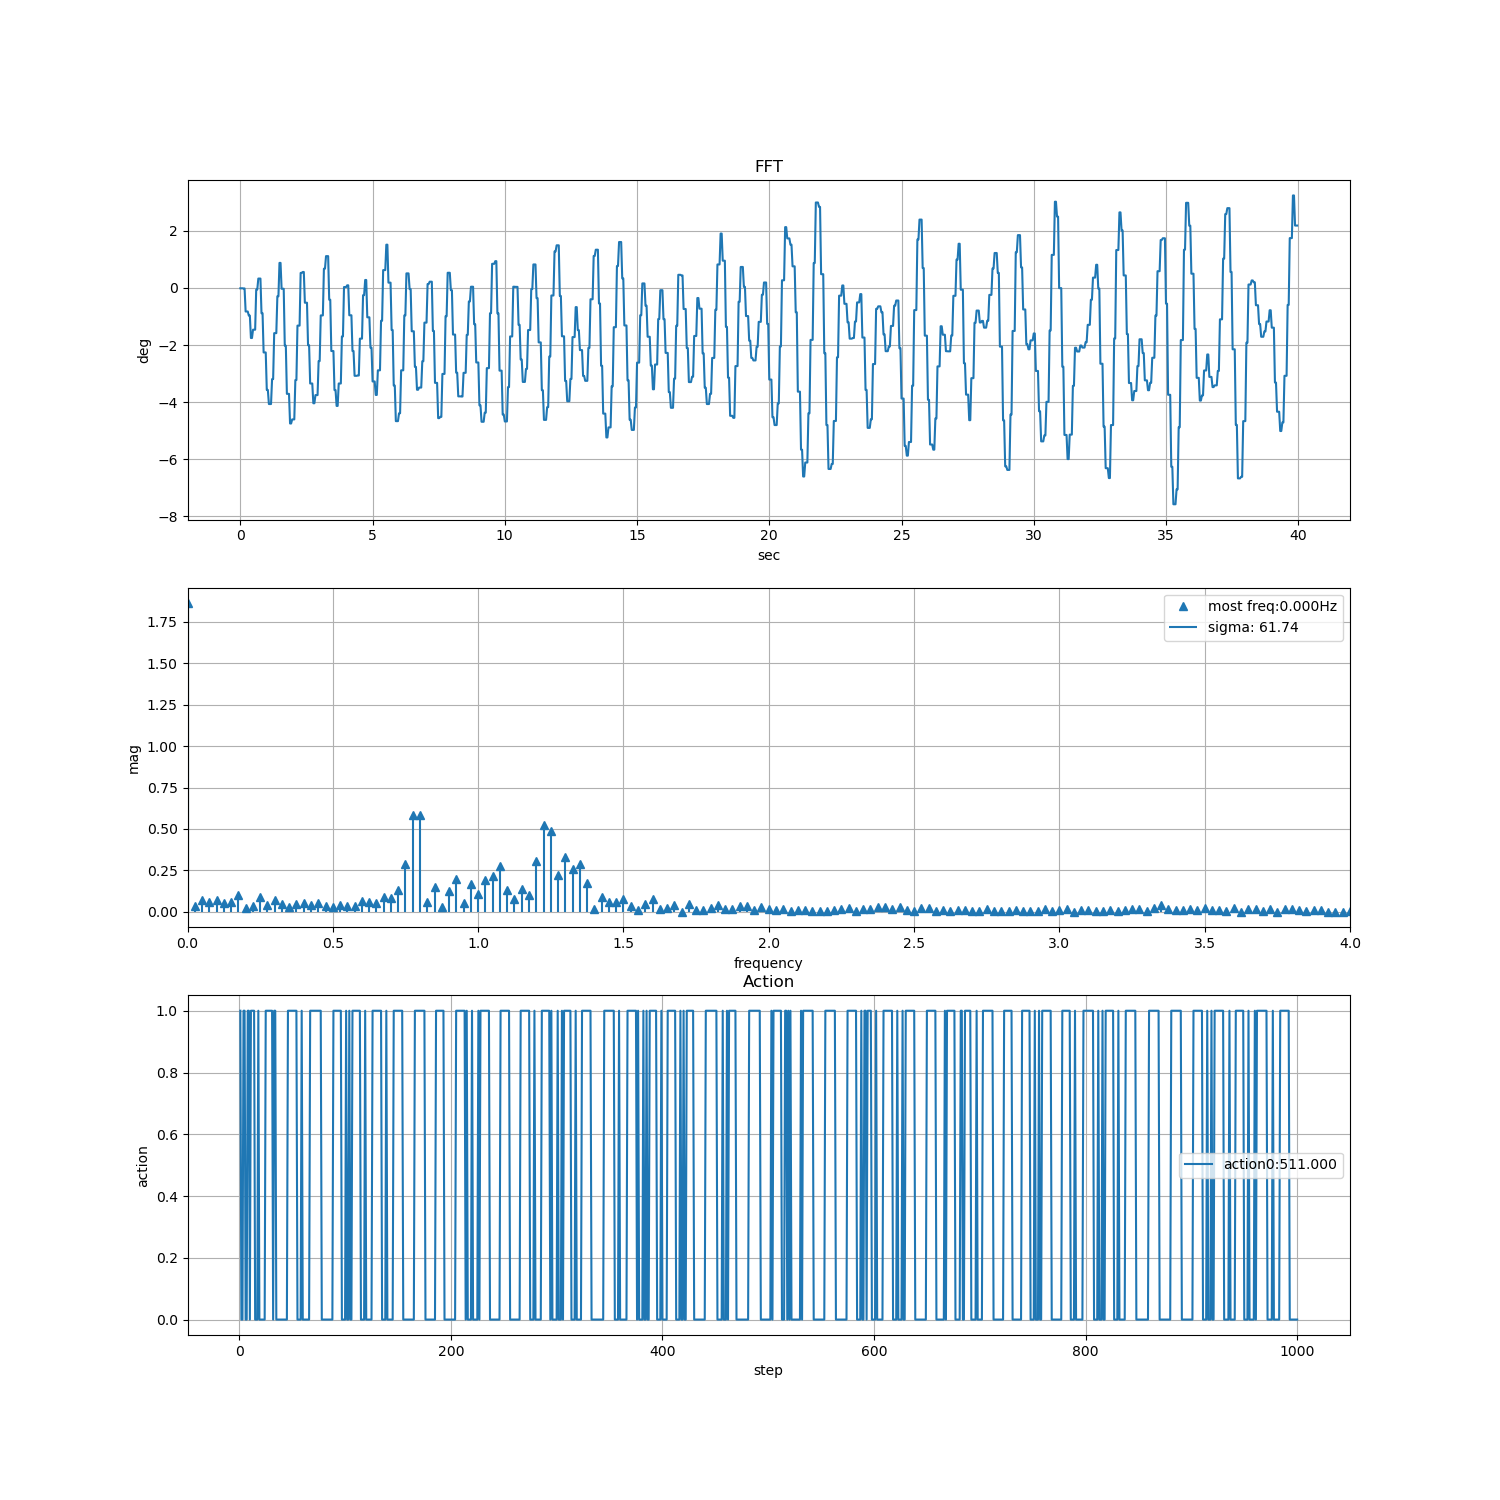 FFT
2
0
−2
−4
−6
−8
deg
0 5 10 15 20 25 30 35 40
sec
most freq:0.000Hz
sigma: 61.74
1.75
1.50
1.25
1.00
0.75
0.50
0.25
0.00
mag
0.0 0.5 1.0 1.5 2.0 2.5 3.0 3.5 4.0
frequency
Action
1.0
0.8
0.6
0.4
0.2
0.0
action
action0:511.000
0 200 400 600 800 1000
step